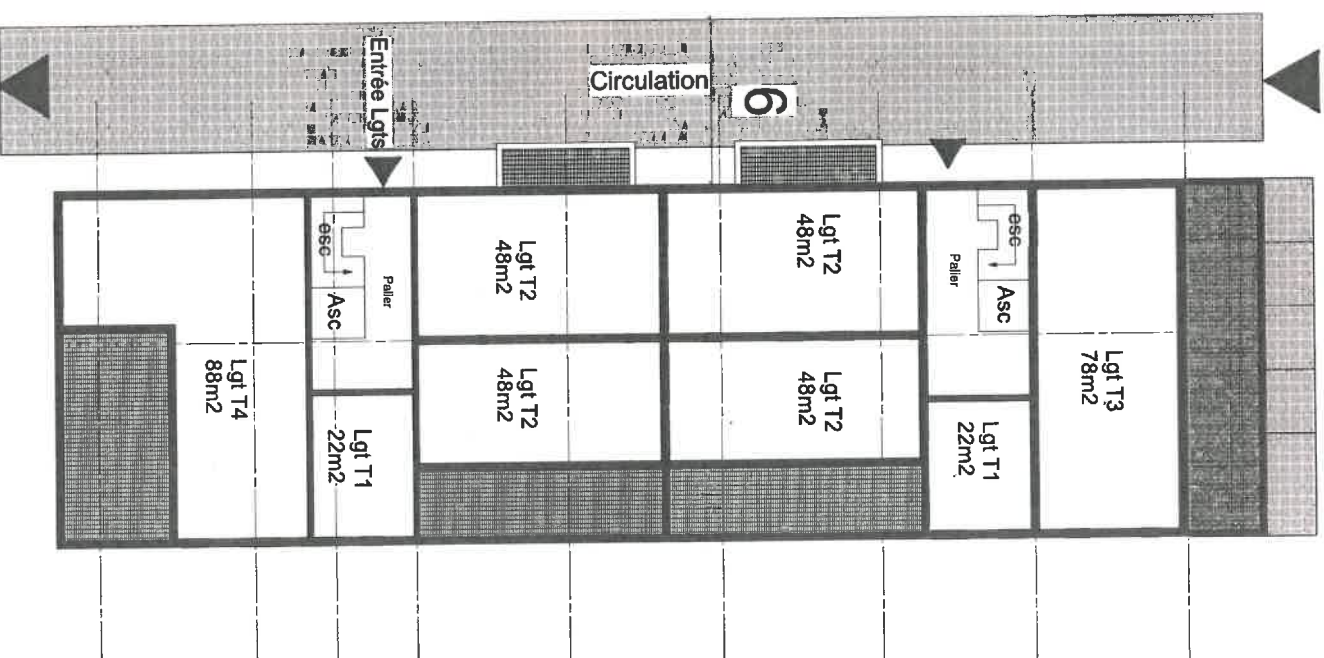 Entrée Lgts
Circulation
6
Lgt T4
88m2
esc
Asc
Palier
Lgt T1
22m2
Lgt T2
48m2
Lgt T2
48m2
Lgt T2
48m2
Lgt T2
48m2
Palier
esc
Asc
Lgt T1
22m2
Lgt T3
78m2